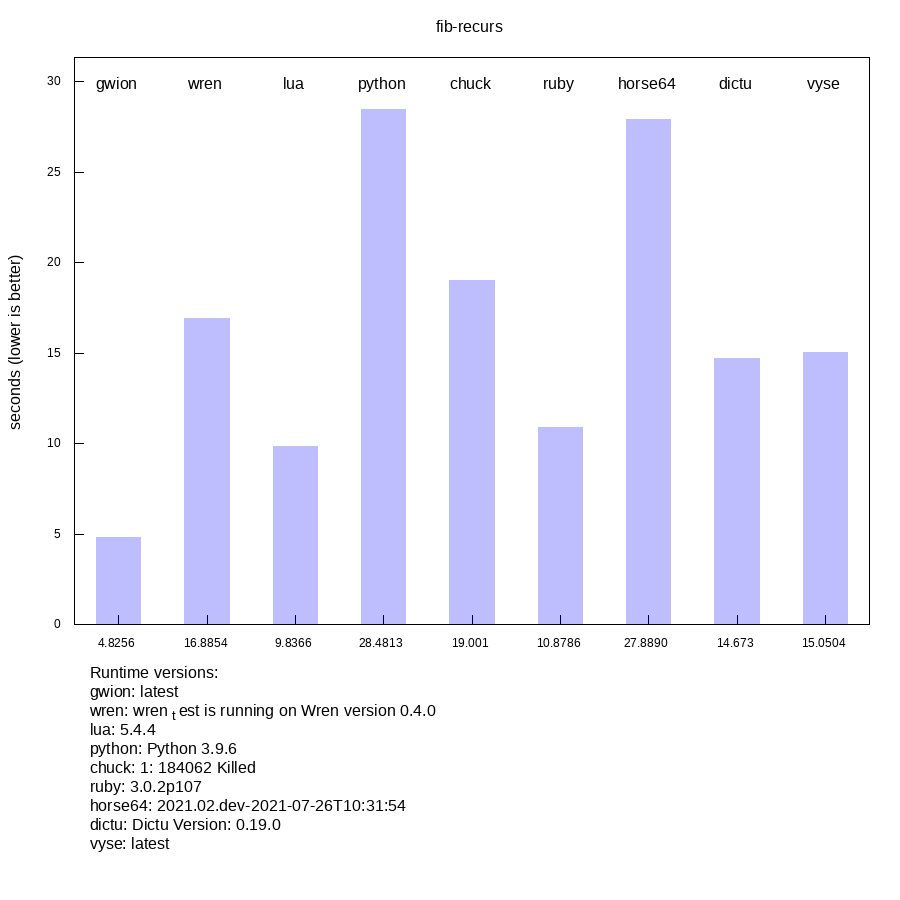 fib-recurs
30 gwion wren lua python chuck ruby horse64 dictu vyse
25
20
15
10
5
0
seconds (lower is better)
4.8256 16.8854 9.8366 28.4813 19.001 10.8786 27.8890 14.673 15.0504
Runtime versions:
gwion: latest
wren: wren t est is running on Wren version 0.4.0
lua: 5.4.4
python: Python 3.9.6
chuck: 1: 184062 Killed
ruby: 3.0.2p107
horse64: 2021.02.dev-2021-07-26T10:31:54
dictu: Dictu Version: 0.19.0
vyse: latest